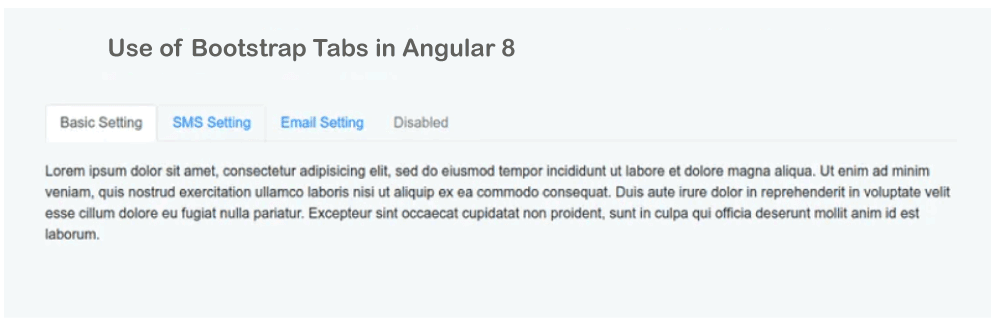 Use of Bootstrap Tabs in Angular 8
Basic Setting SMS Setting Email Setting Disabled
Lorem ipsum dolor sit amet, consectetur adipisicing elit, sed do eiusmod tempor incididunt ut labore et dolore magna aliqua. Ut enim ad minim
veniam, quis nostrud exercitation ullamco laboris nisi ut aliquip ex ea commodo consequat. Duis aute irure dolor in reprehenderit in voluptate velit
esse cillum dolore eu fugiat nulla pariatur. Excepteur sint occaecat cupidatat non proident, sunt in culpa qui officia deserunt mollit anim id est
laborum.